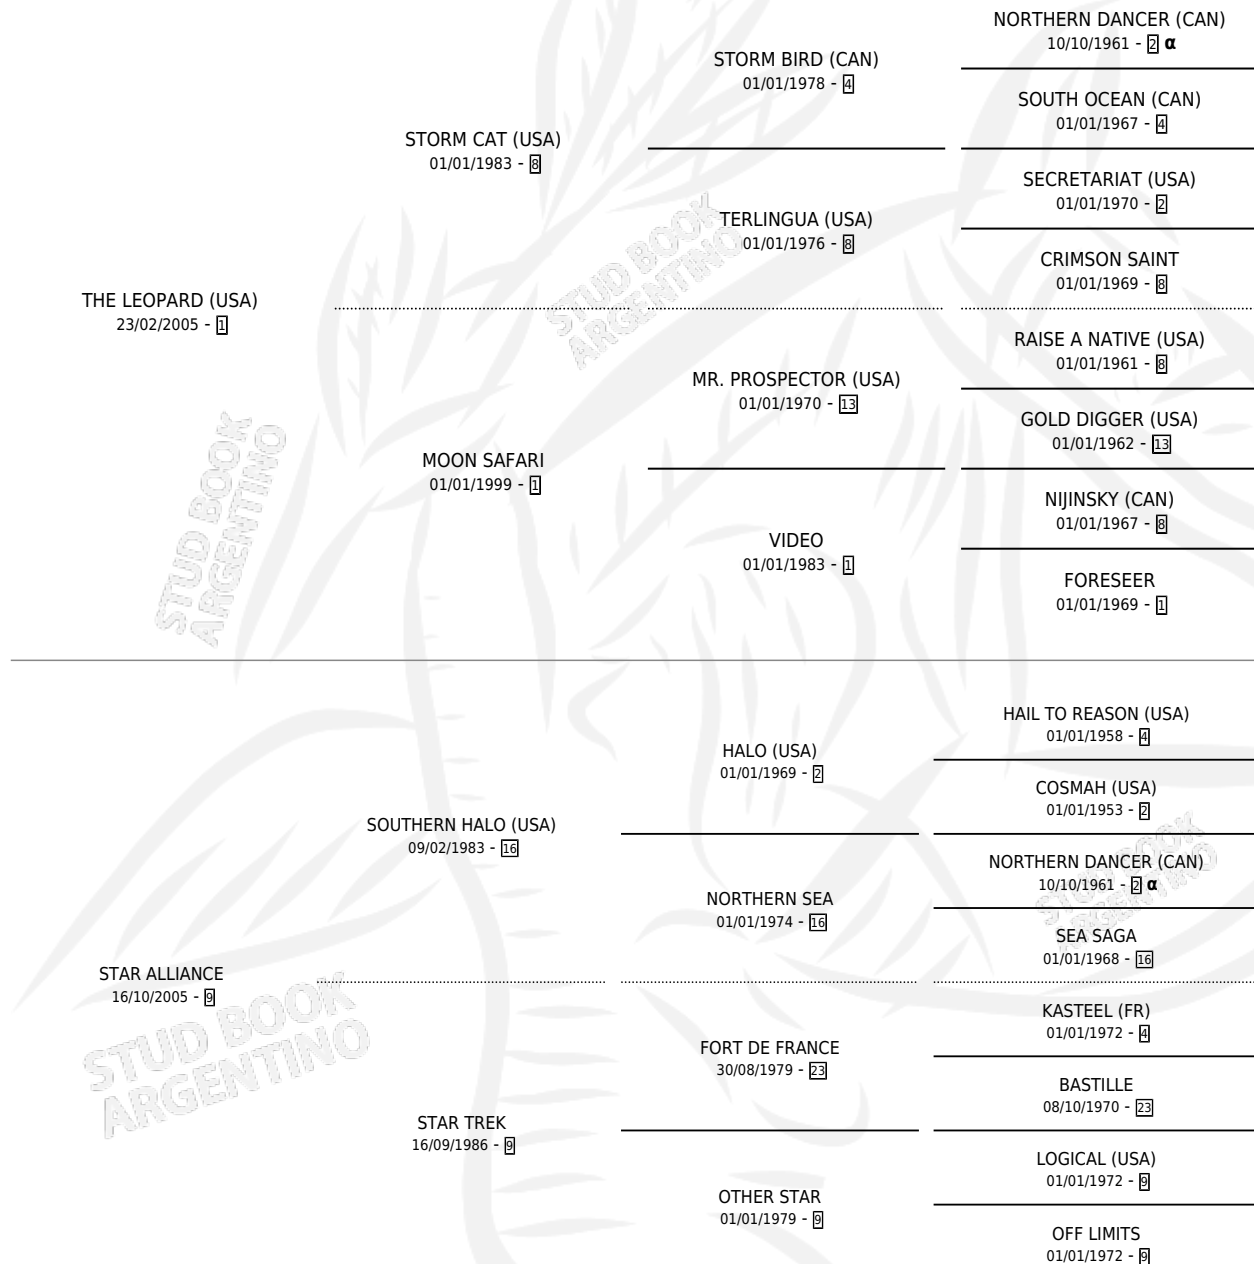 NORTHERN DANCER (CAN)
10/10/1961 - 2 α
STORM BIRD (CAN)
01/01/1978 - 4
SOUTH OCEAN (CAN)
01/01/1967 - 4
STORM CAT (USA)
01/01/1983 - 8
SECRETARIAT (USA)
01/01/1970 - 2
TERLINGUA (USA)
01/01/1976 - 8
CRIMSON SAINT
01/01/1969 - 8
THE LEOPARD (USA)
23/02/2005 - 1
RAISE A NATIVE (USA)
01/01/1961 - 8
MR. PROSPECTOR (USA)
01/01/1970 - 13
GOLD DIGGER (USA)
01/01/1962 - 13
MOON SAFARI
01/01/1999 - 1
NIJINSKY (CAN)
01/01/1967 - 8
VIDEO
01/01/1983 - 1
FORESEER
01/01/1969 - 1
HAIL TO REASON (USA)
01/01/1958 - 4
HALO (USA)
01/01/1969 - 2
COSMAH (USA)
01/01/1953 - 2
SOUTHERN HALO (USA)
09/02/1983 - 16
NORTHERN DANCER (CAN)
10/10/1961 - 2 α
NORTHERN SEA
01/01/1974 - 16
SEA SAGA
01/01/1968 - 16
STAR ALLIANCE
16/10/2005 - 9
KASTEEL (FR)
01/01/1972 - 4
FORT DE FRANCE
30/08/1979 - 23
BASTILLE
08/10/1970 - 23
STAR TREK
16/09/1986 - 9
LOGICAL (USA)
01/01/1972 - 9
OTHER STAR
01/01/1979 - 9
OFF LIMITS
01/01/1972 - 9
STUD BOOK
ARGENTINO
STUD BOOK
ARGENTINO
STUD BOOK
ARGENTINO
STUD BOOK
ARGENTINO